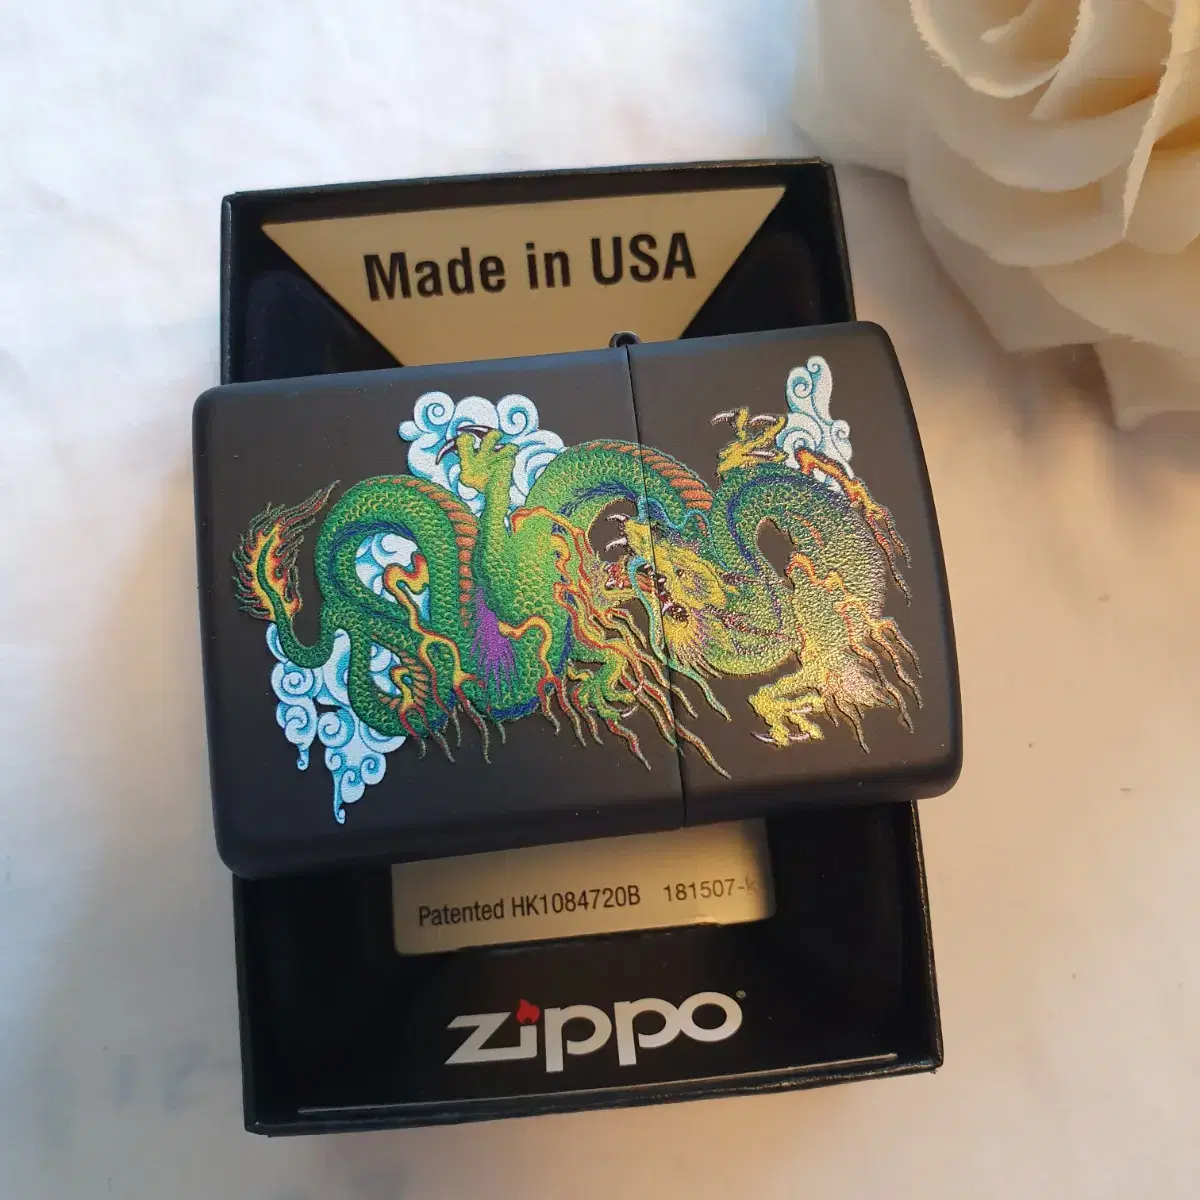 Made in USA
Patented HK1084720B 181507-k
zippo®